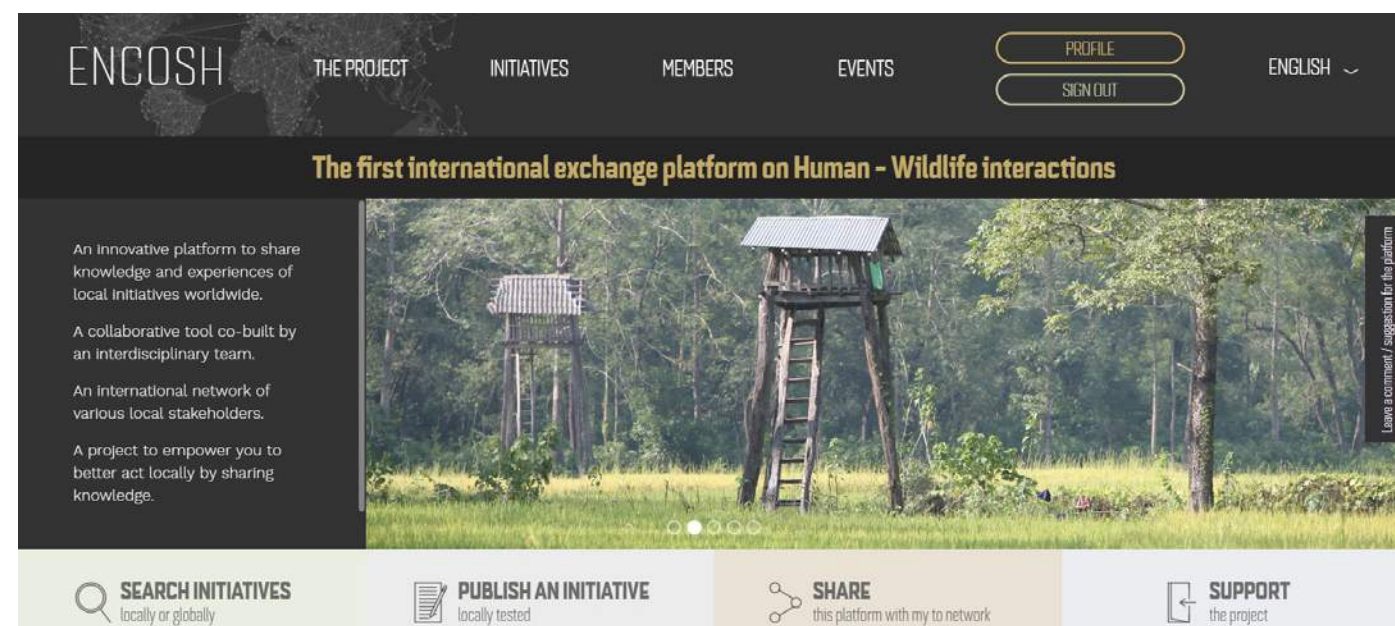 ENCOSH
THE PROJECT
INITIATIVES
MEMBERS
EVENTS
PROFILE
SIGN OUT
ENGLISH
The first international exchange platform on Human - Wildlife interactions
An innovative platform to share
knowledge and experiences of
local initiatives worldwide.
A collaborative tool co-built by
an interdisciplinary team.
An international network of
various local stakeholders.
A project to empower you to
better act locally by sharing
knowledge.
Leave a comment / suggestion for the platform
SEARCH INITIATIVES
locally or globally
PUBLISH AN INITIATIVE
locally tested
SHARE
this platform with my to network
SUPPORT
the project